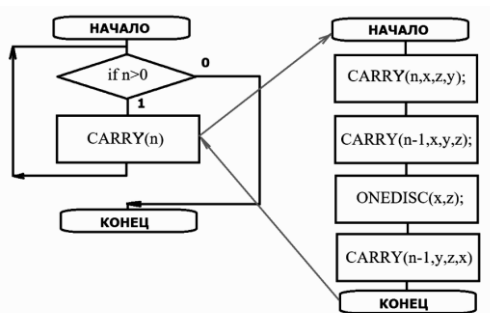 НАЧАЛО
if n>0
0
1
CARRY(n)
КОНЕЦ
НАЧАЛО
CARRY(n,x,z,y);
CARRY(n-1,x,y,z);
ONEDISC(x,z);
CARRY(n-1,y,z,x)
КОНЕЦ